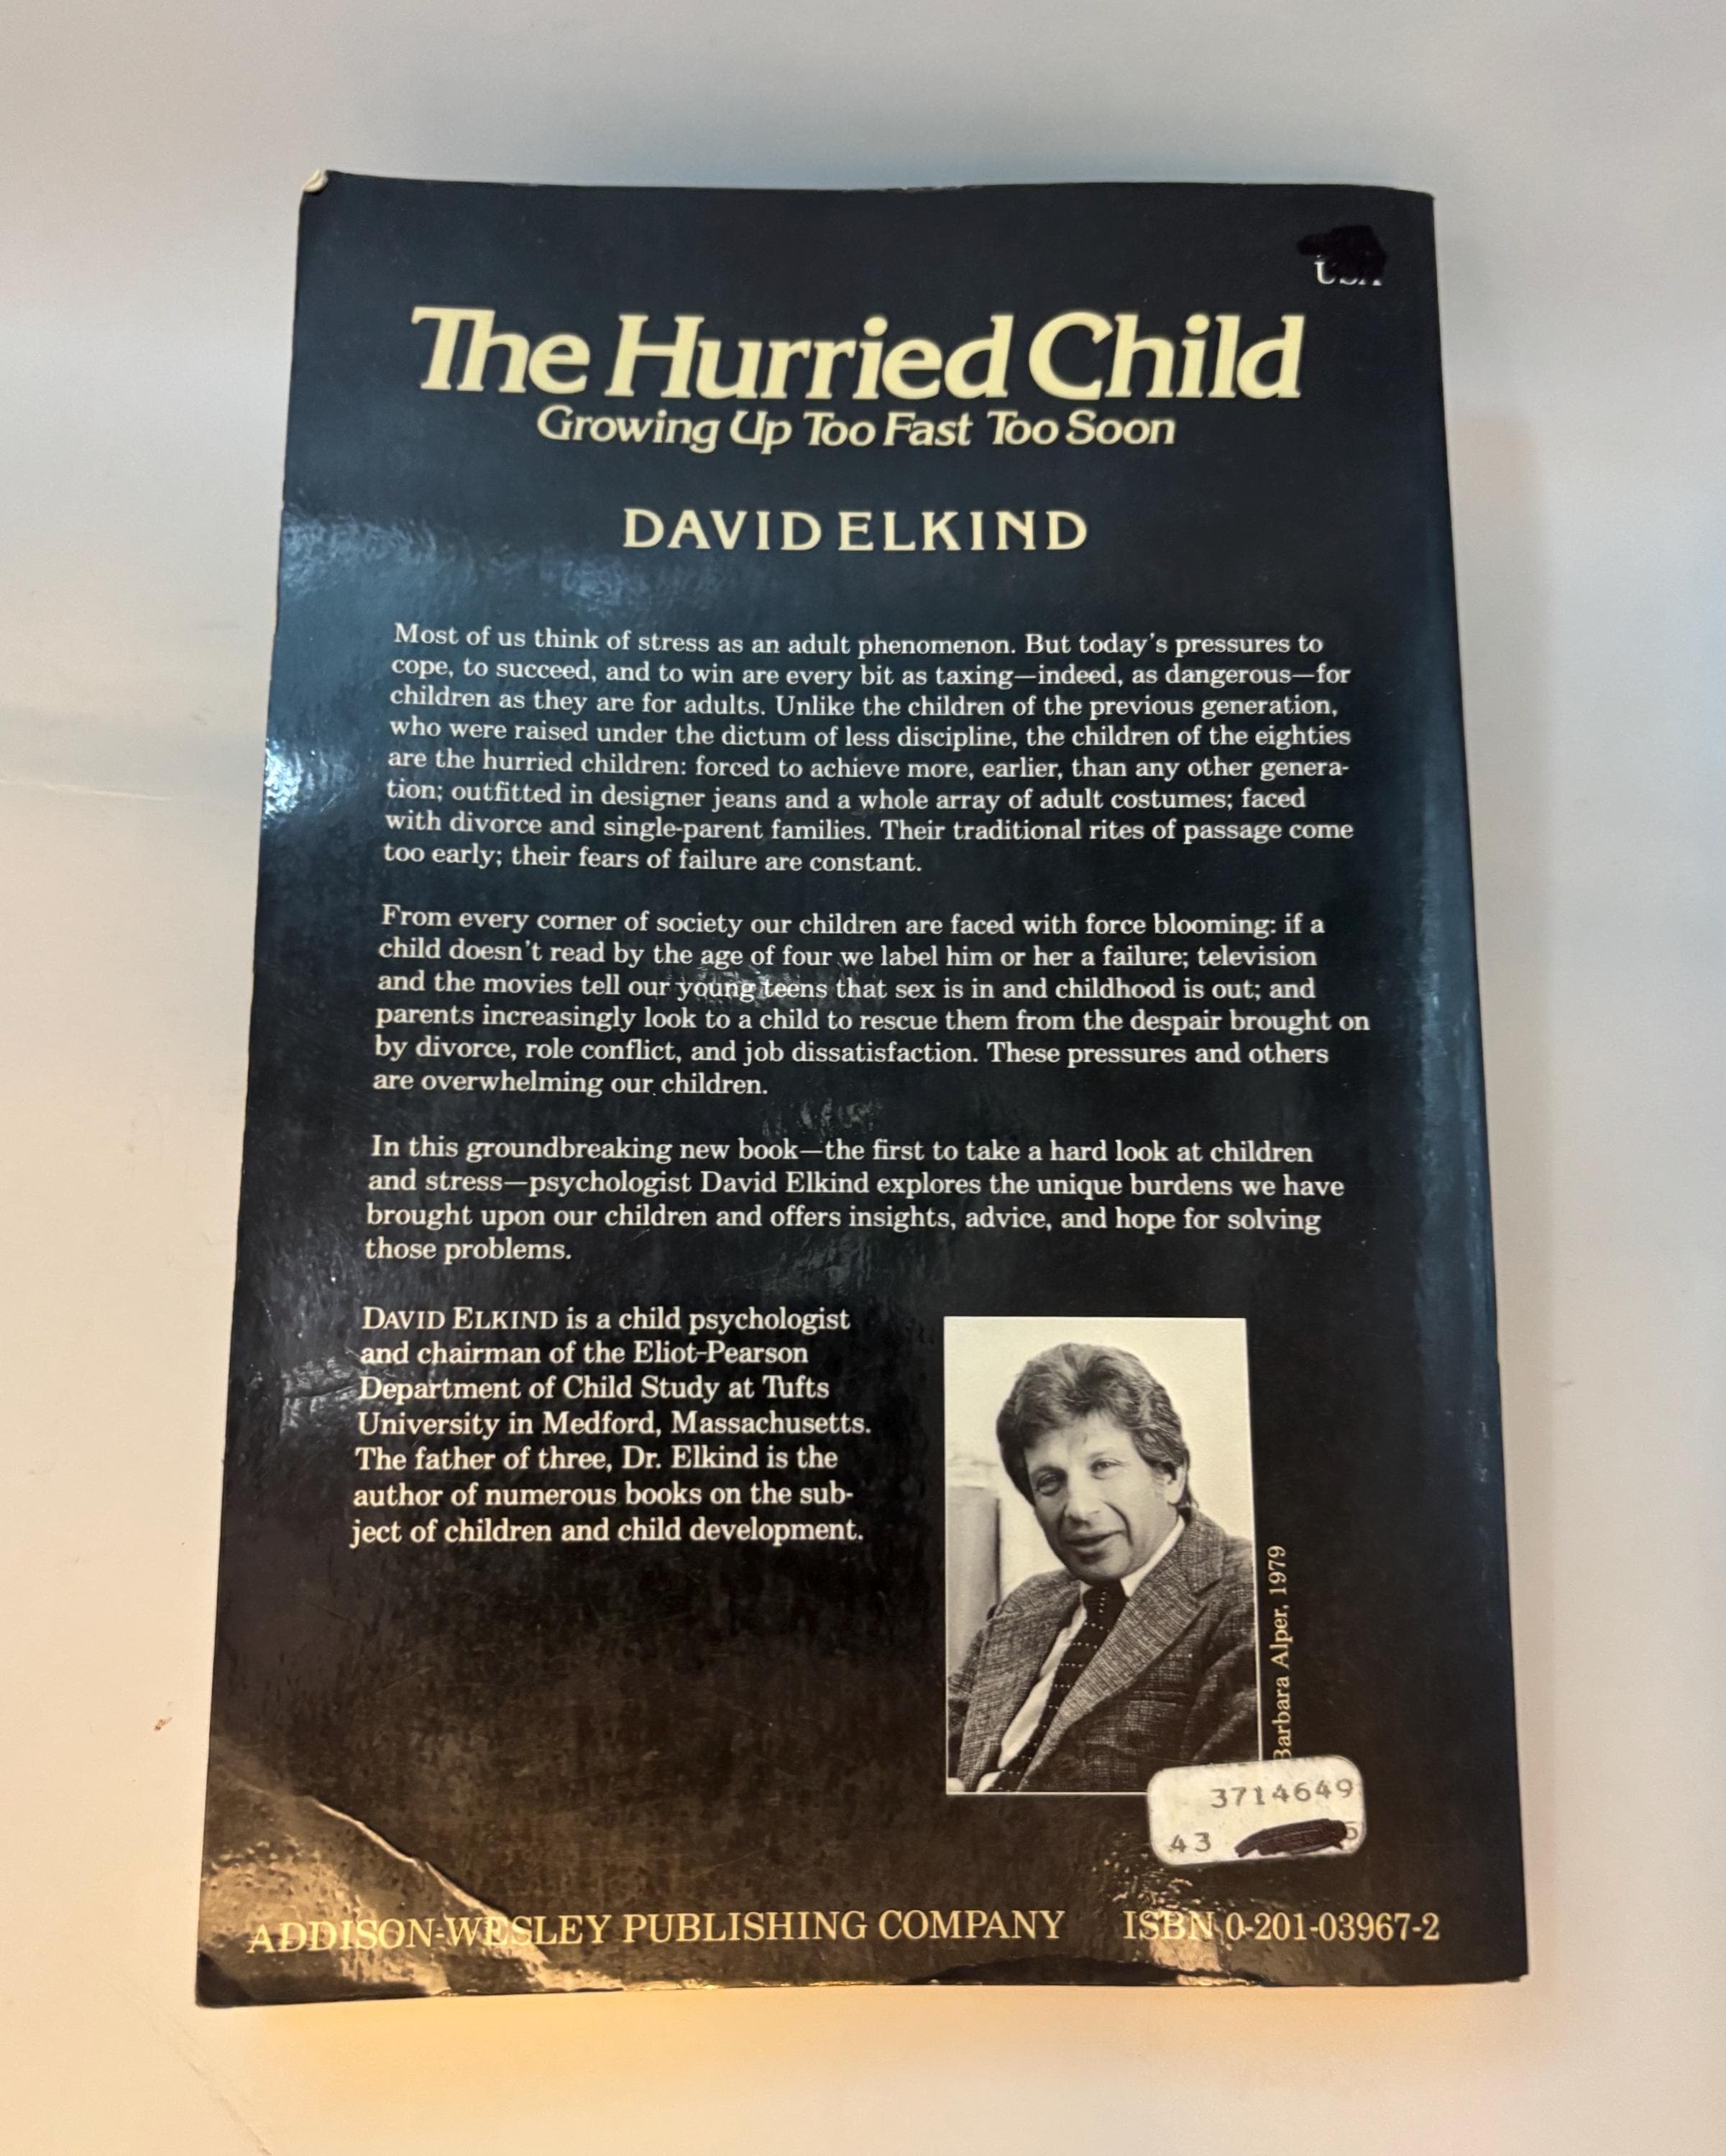 The Hurried Child
Growing Up Too Fast Too Soon
DAVID ELKIND
Most of us think of stress as an adult phenomenon. But today's pressures to
cope, to succeed, and to win are every bit as taxing—indeed, as dangerous—for
children as they are for adults. Unlike the children of the previous generation,
who were raised under the dictum of less discipline, the children of the eighties
are the hurried children: forced to achieve more, earlier, than any other genera-
tion; outfitted in designer jeans and a whole array of adult costumes; faced
with divorce and single-parent families. Their traditional rites of passage come
too early; their fears of failure are constant.
From every corner of society our children are faced with force blooming: if a
child doesn't read by the age of four we label him or her a failure; television
and the movies tell our young teens that sex is in and childhood is out; and
parents increasingly look to a child to rescue them from the despair brought on
by divorce, role conflict, and job dissatisfaction. These pressures and others
are overwhelming our children.
In this groundbreaking new book—the first to take a hard look at children
and stress—psychologist David Elkind explores the unique burdens we have
brought upon our children and offers insights, advice, and hope for solving
those problems.
DAVID ELKIND is a child psychologist
and chairman of the Eliot-Pearson
Department of Child Study at Tufts
University in Medford, Massachusetts.
The father of three, Dr. Elkind is the
author of numerous books on the sub-
ject of children and child development.
Barbara Alper, 1979
3714649
43
ADDISON-WESLEY PUBLISHING COMPANY ISBN 0-201-03967-2